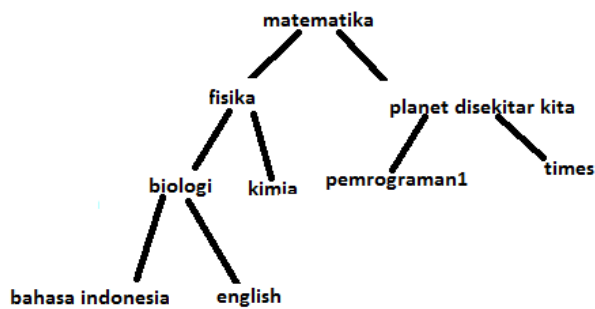 matematika
fisika
planet disekitar kita
biologi
kimia
pemrograman1
times
bahasa indonesia
english